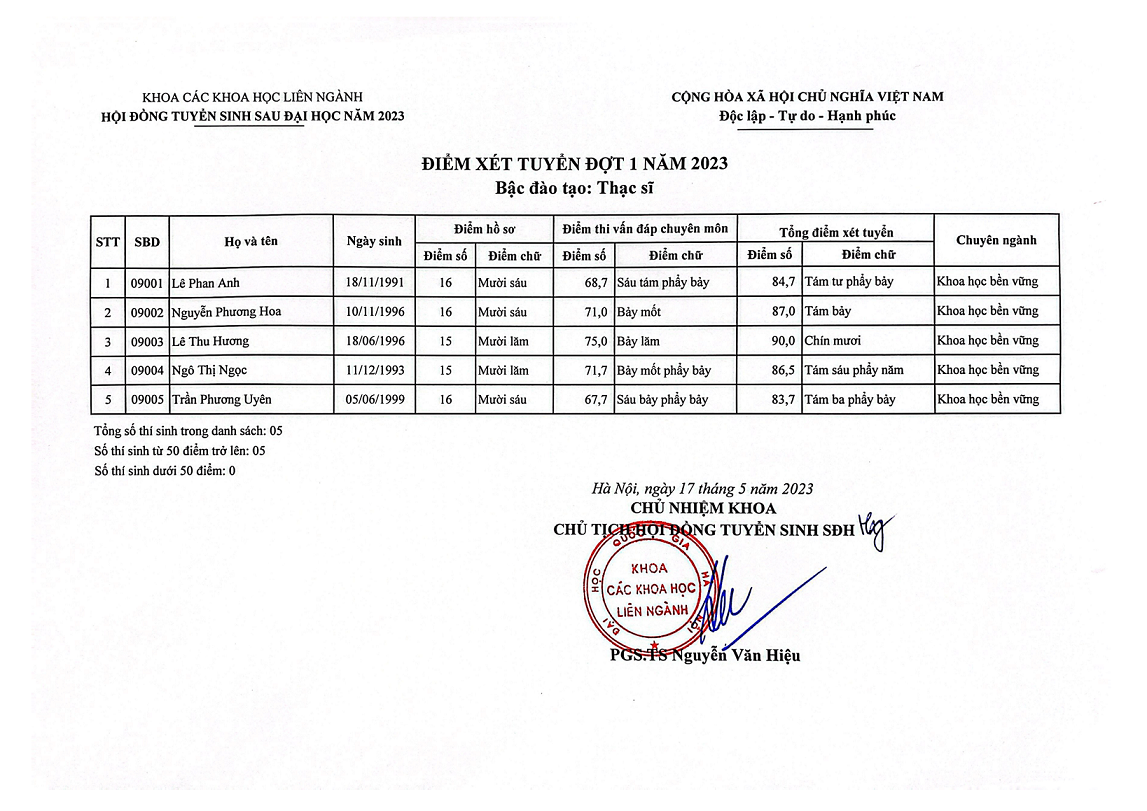 KHOA CÁC KHOA HỌC LIÊN NGÀNH
HỘI ĐỒNG TUYỂN SINH SAU ĐẠI HỌC NĂM 2023
CỘNG HÒA XÃ HỘI CHỦ NGHĨA VIỆT NAM
Độc lập - Tự do - Hạnh phúc
ĐIỂM XÉT TUYỂN ĐỢT 1 NĂM 2023
Bậc đào tạo: Thạc sĩ
STT SBD Họ và tên Ngày sinh Điểm hồ sơ Điểm thi vấn đáp chuyên môn Tổng điểm xét tuyển Chuyên ngành
Điểm số Điểm chữ Điểm số Điểm chữ Điểm số Điểm chữ
1 09001 Lê Phan Anh 18/11/1991 16 Mười sáu 68,7 Sáu tám phẩy bảy 84,7 Tám tư phẩy bảy Khoa học bền vững
2 09002 Nguyễn Phương Hoa 10/11/1996 16 Mười sáu 71,0 Bảy mốt 87,0 Tám bảy Khoa học bền vững
3 09003 Lê Thu Hương 18/06/1996 15 Mười lăm 75,0 Bảy lăm 90,0 Chín mươi Khoa học bền vững
4 09004 Ngô Thị Ngọc 11/12/1993 15 Mười lăm 71,7 Bảy mốt phẩy bảy 86,5 Tám sáu phẩy năm Khoa học bền vững
5 09005 Trần Phương Uyên 05/06/1999 16 Mười sáu 67,7 Sáu bảy phẩy bảy 83,7 Tám ba phẩy bảy Khoa học bền vững
Tổng số thí sinh trong danh sách: 05
Số thí sinh từ 50 điểm trở lên: 05
Số thí sinh dưới 50 điểm: 0
Hà Nội, ngày 17 tháng 5 năm 2023
CHỦ NHIỆM KHOA
CHỦ TỊCH HỘI ĐỒNG TUYỂN SINH SĐH
ĐẠI HỌC QUỐC GIA HÀ NỘI
KHOA
CÁC KHOA HỌC
LIÊN NGÀNH
PGS.TS Nguyễn Văn Hiệu